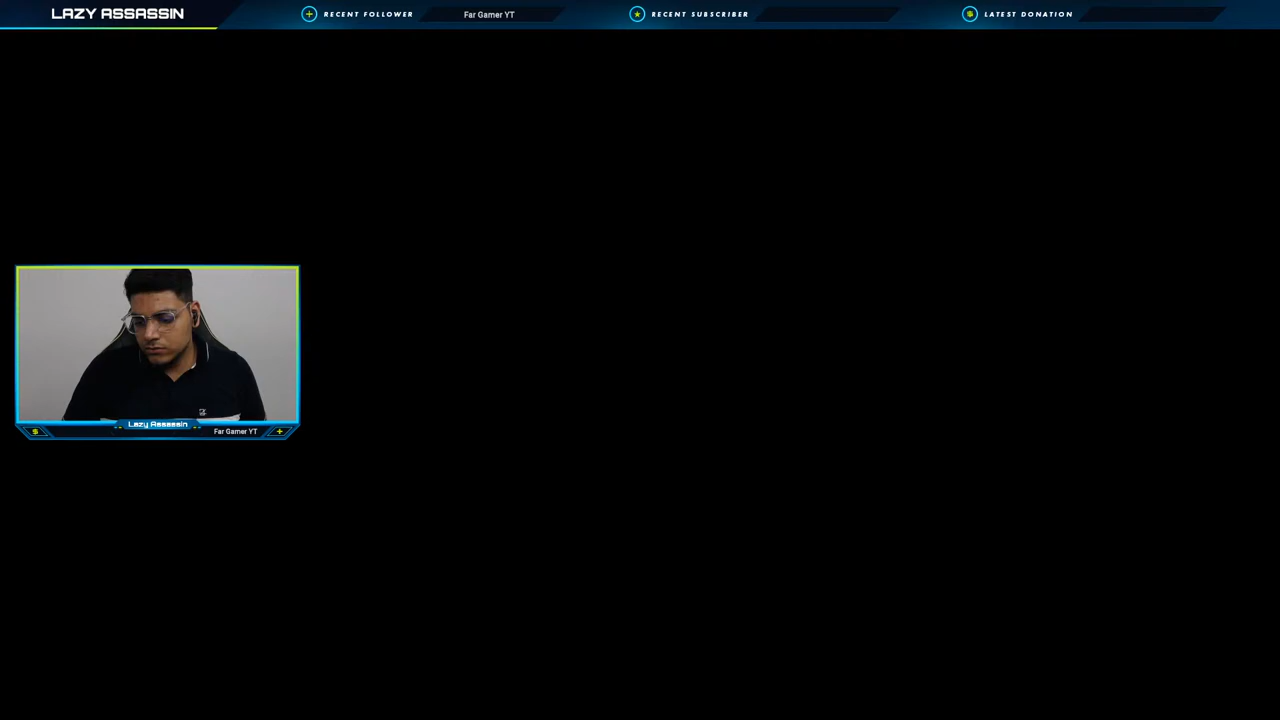 LAZY ASSASSIN
RECENT FOLLOWER
Far Gamer YT
RECENT SUBSCRIBER
LATEST DONATION
Lazy Assassin
Far Gamer YT